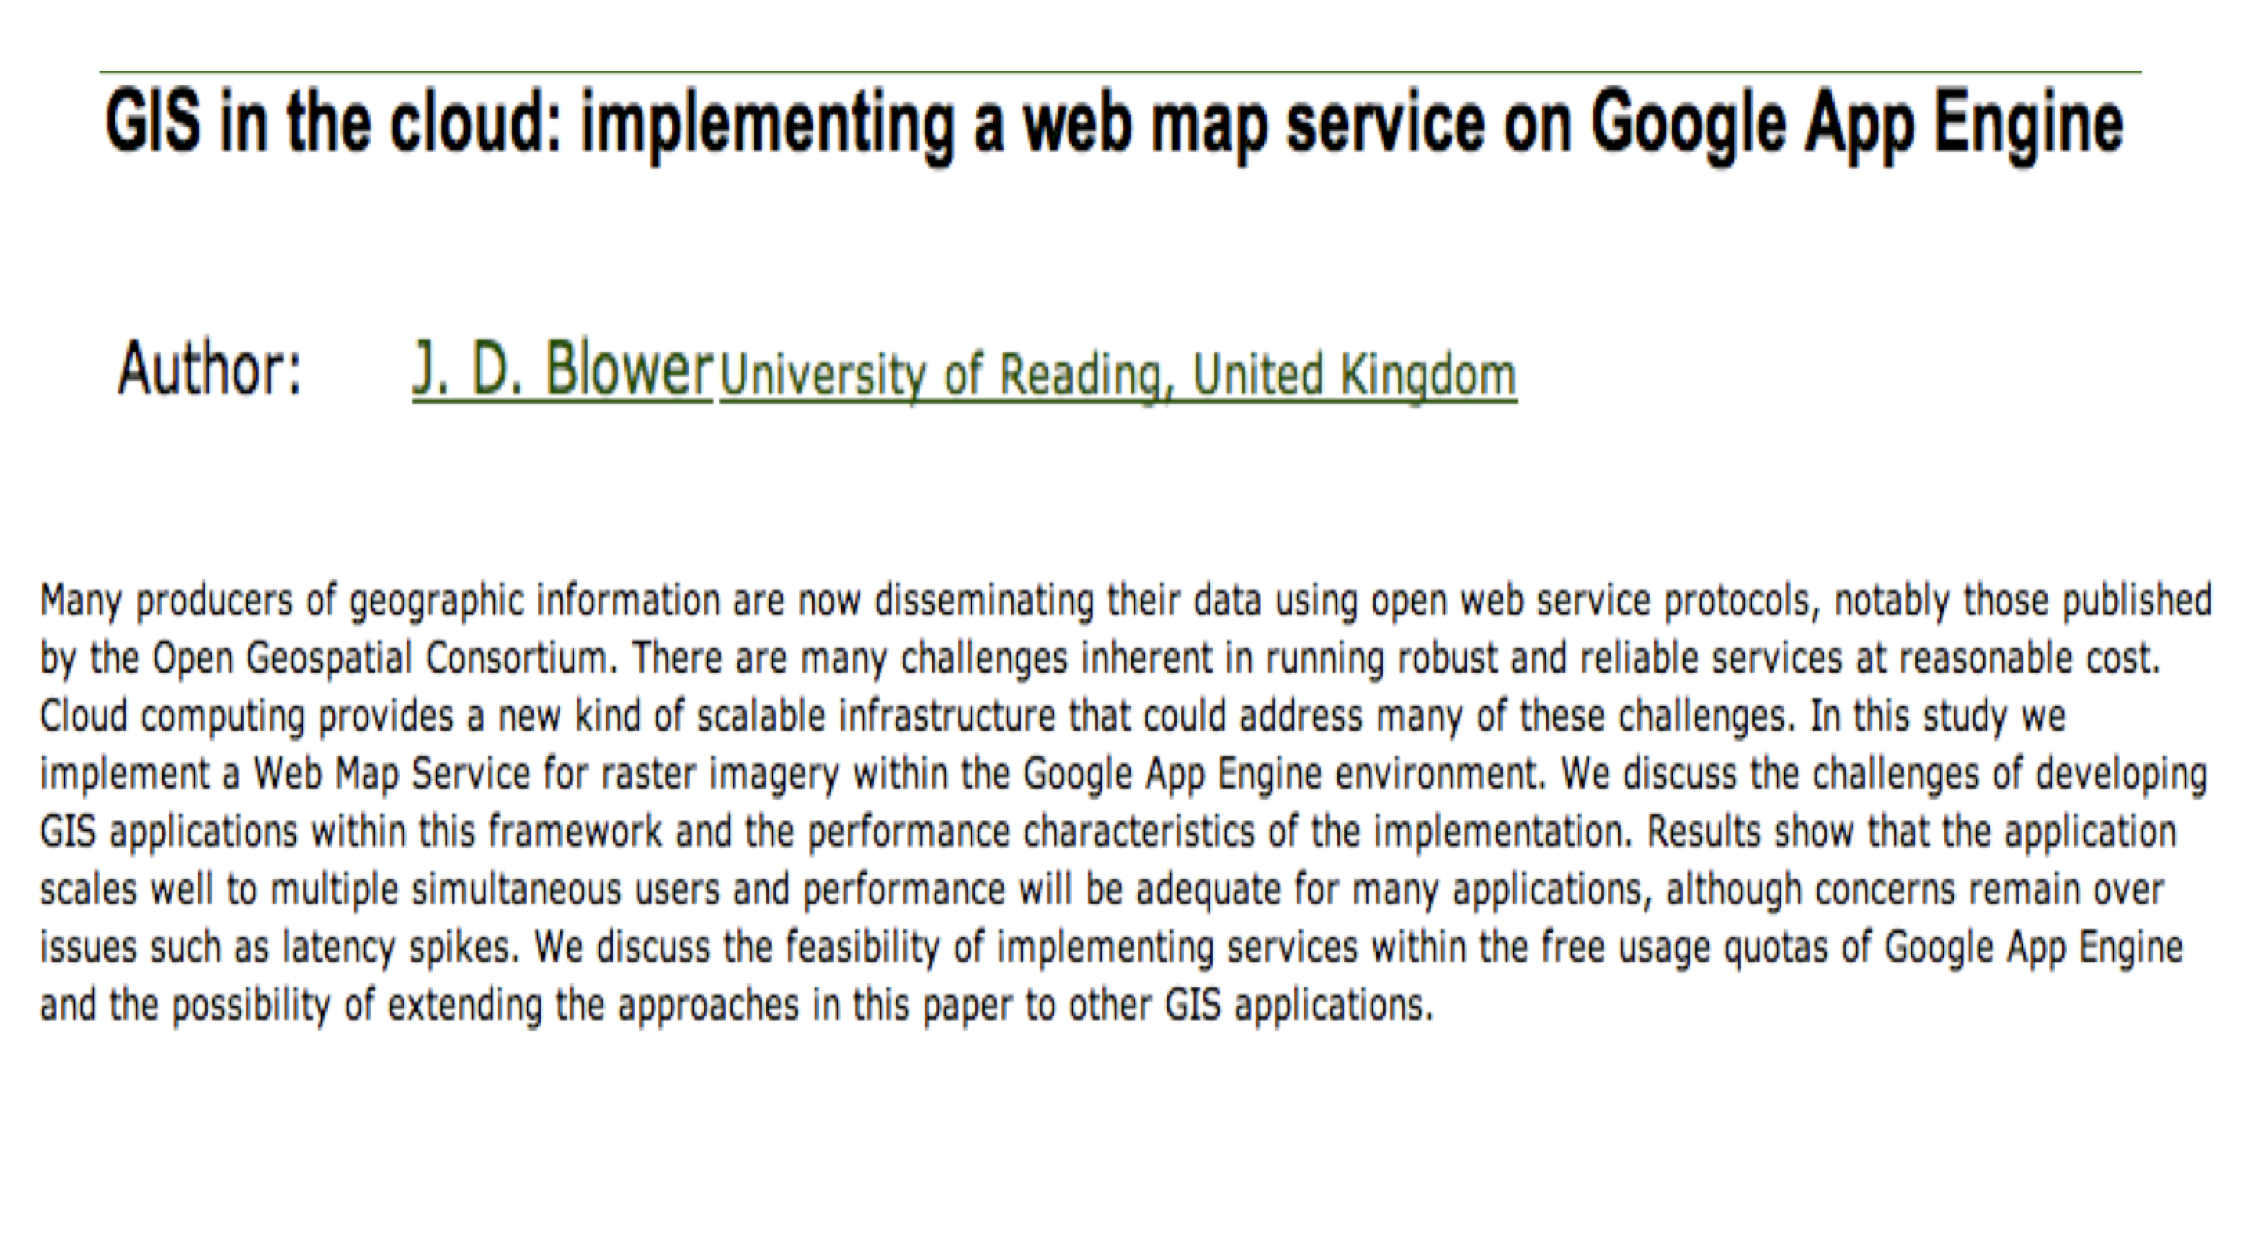 GIS in the cloud: implementing a web map service on Google App Engine
Author: J. D. Blower University of Reading, United Kingdom
Many producers of geographic information are now disseminating their data using open web service protocols, notably those published
by the Open Geospatial Consortium. There are many challenges inherent in running robust and reliable services at reasonable cost.
Cloud computing provides a new kind of scalable infrastructure that could address many of these challenges. In this study we
implement a Web Map Service for raster imagery within the Google App Engine environment. We discuss the challenges of developing
GIS applications within this framework and the performance characteristics of the implementation. Results show that the application
scales well to multiple simultaneous users and performance will be adequate for many applications, although concerns remain over
issues such as latency spikes. We discuss the feasibility of implementing services within the free usage quotas of Google App Engine
and the possibility of extending the approaches in this paper to other GIS applications.